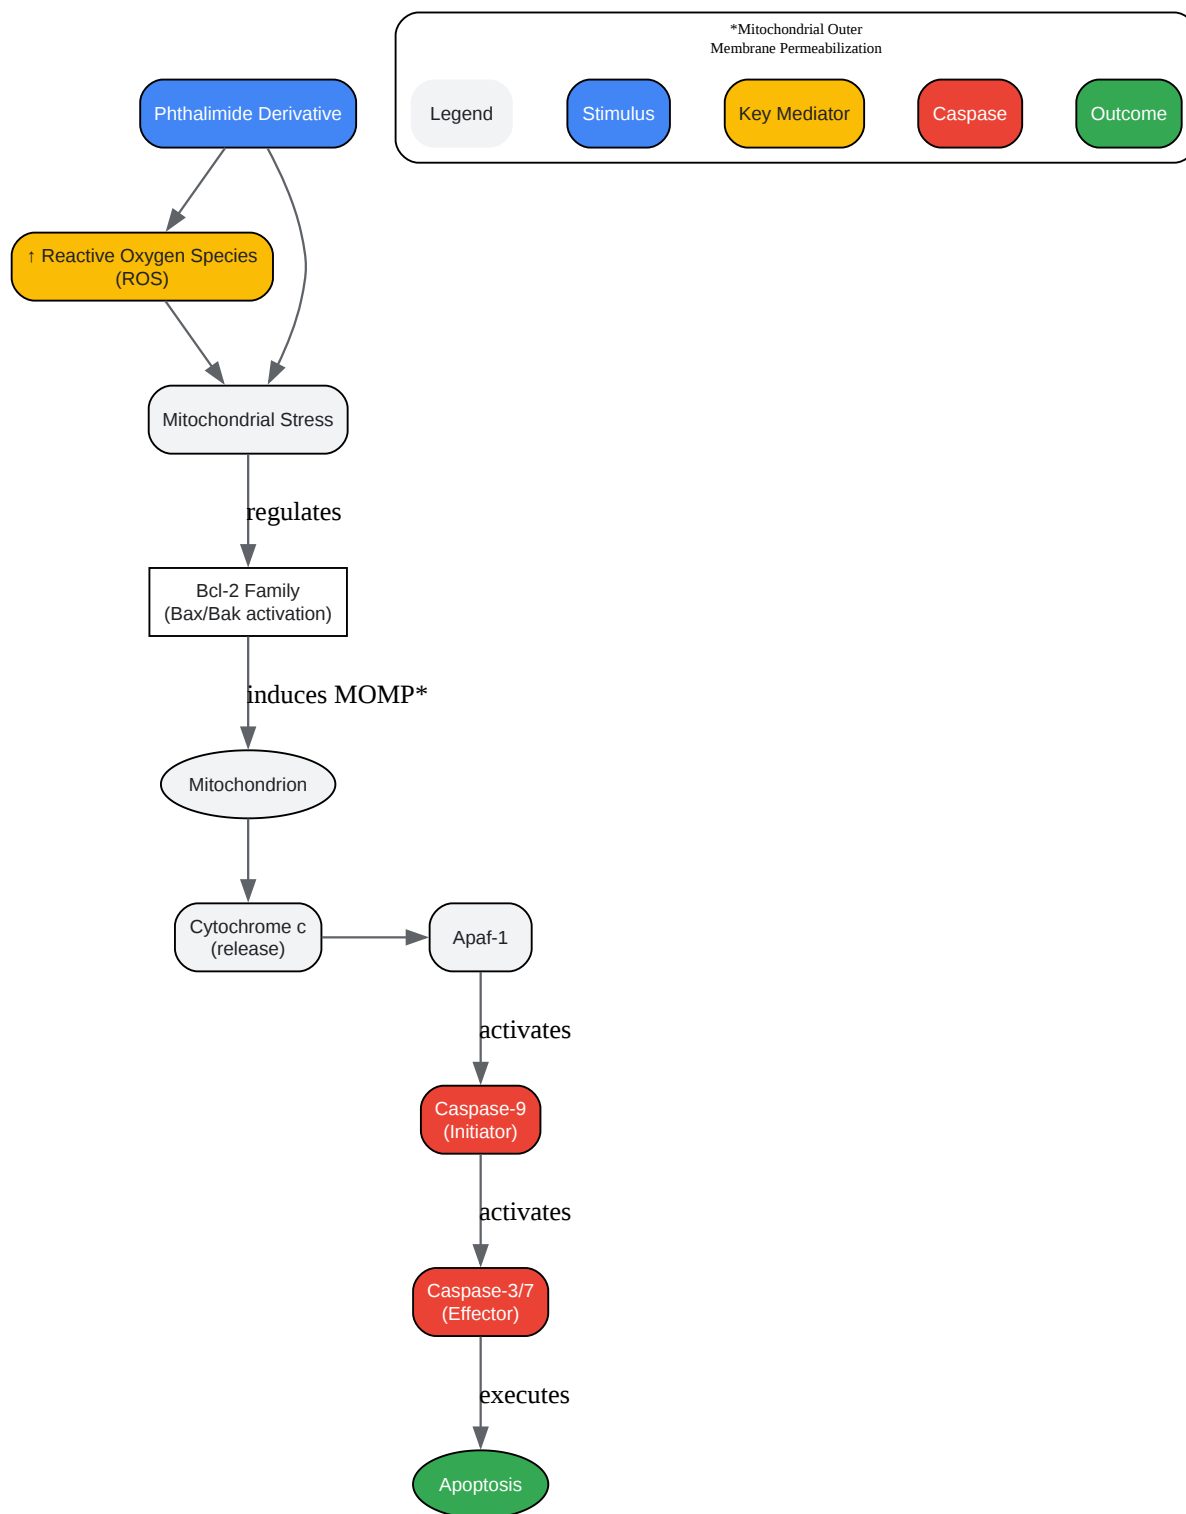 *Mitochondrial Outer
Membrane Permeabilization
Legend
Stimulus
Key Mediator
Caspase
Outcome
Phthalimide Derivative
↑ Reactive Oxygen Species
(ROS)
Mitochondrial Stress
regulates
Bcl-2 Family
(Bax/Bak activation)
induces MOMP*
Mitochondrion
Cytochrome c
(release)
Apaf-1
activates
Caspase-9
(Initiator)
activates
Caspase-3/7
(Effector)
executes
Apoptosis